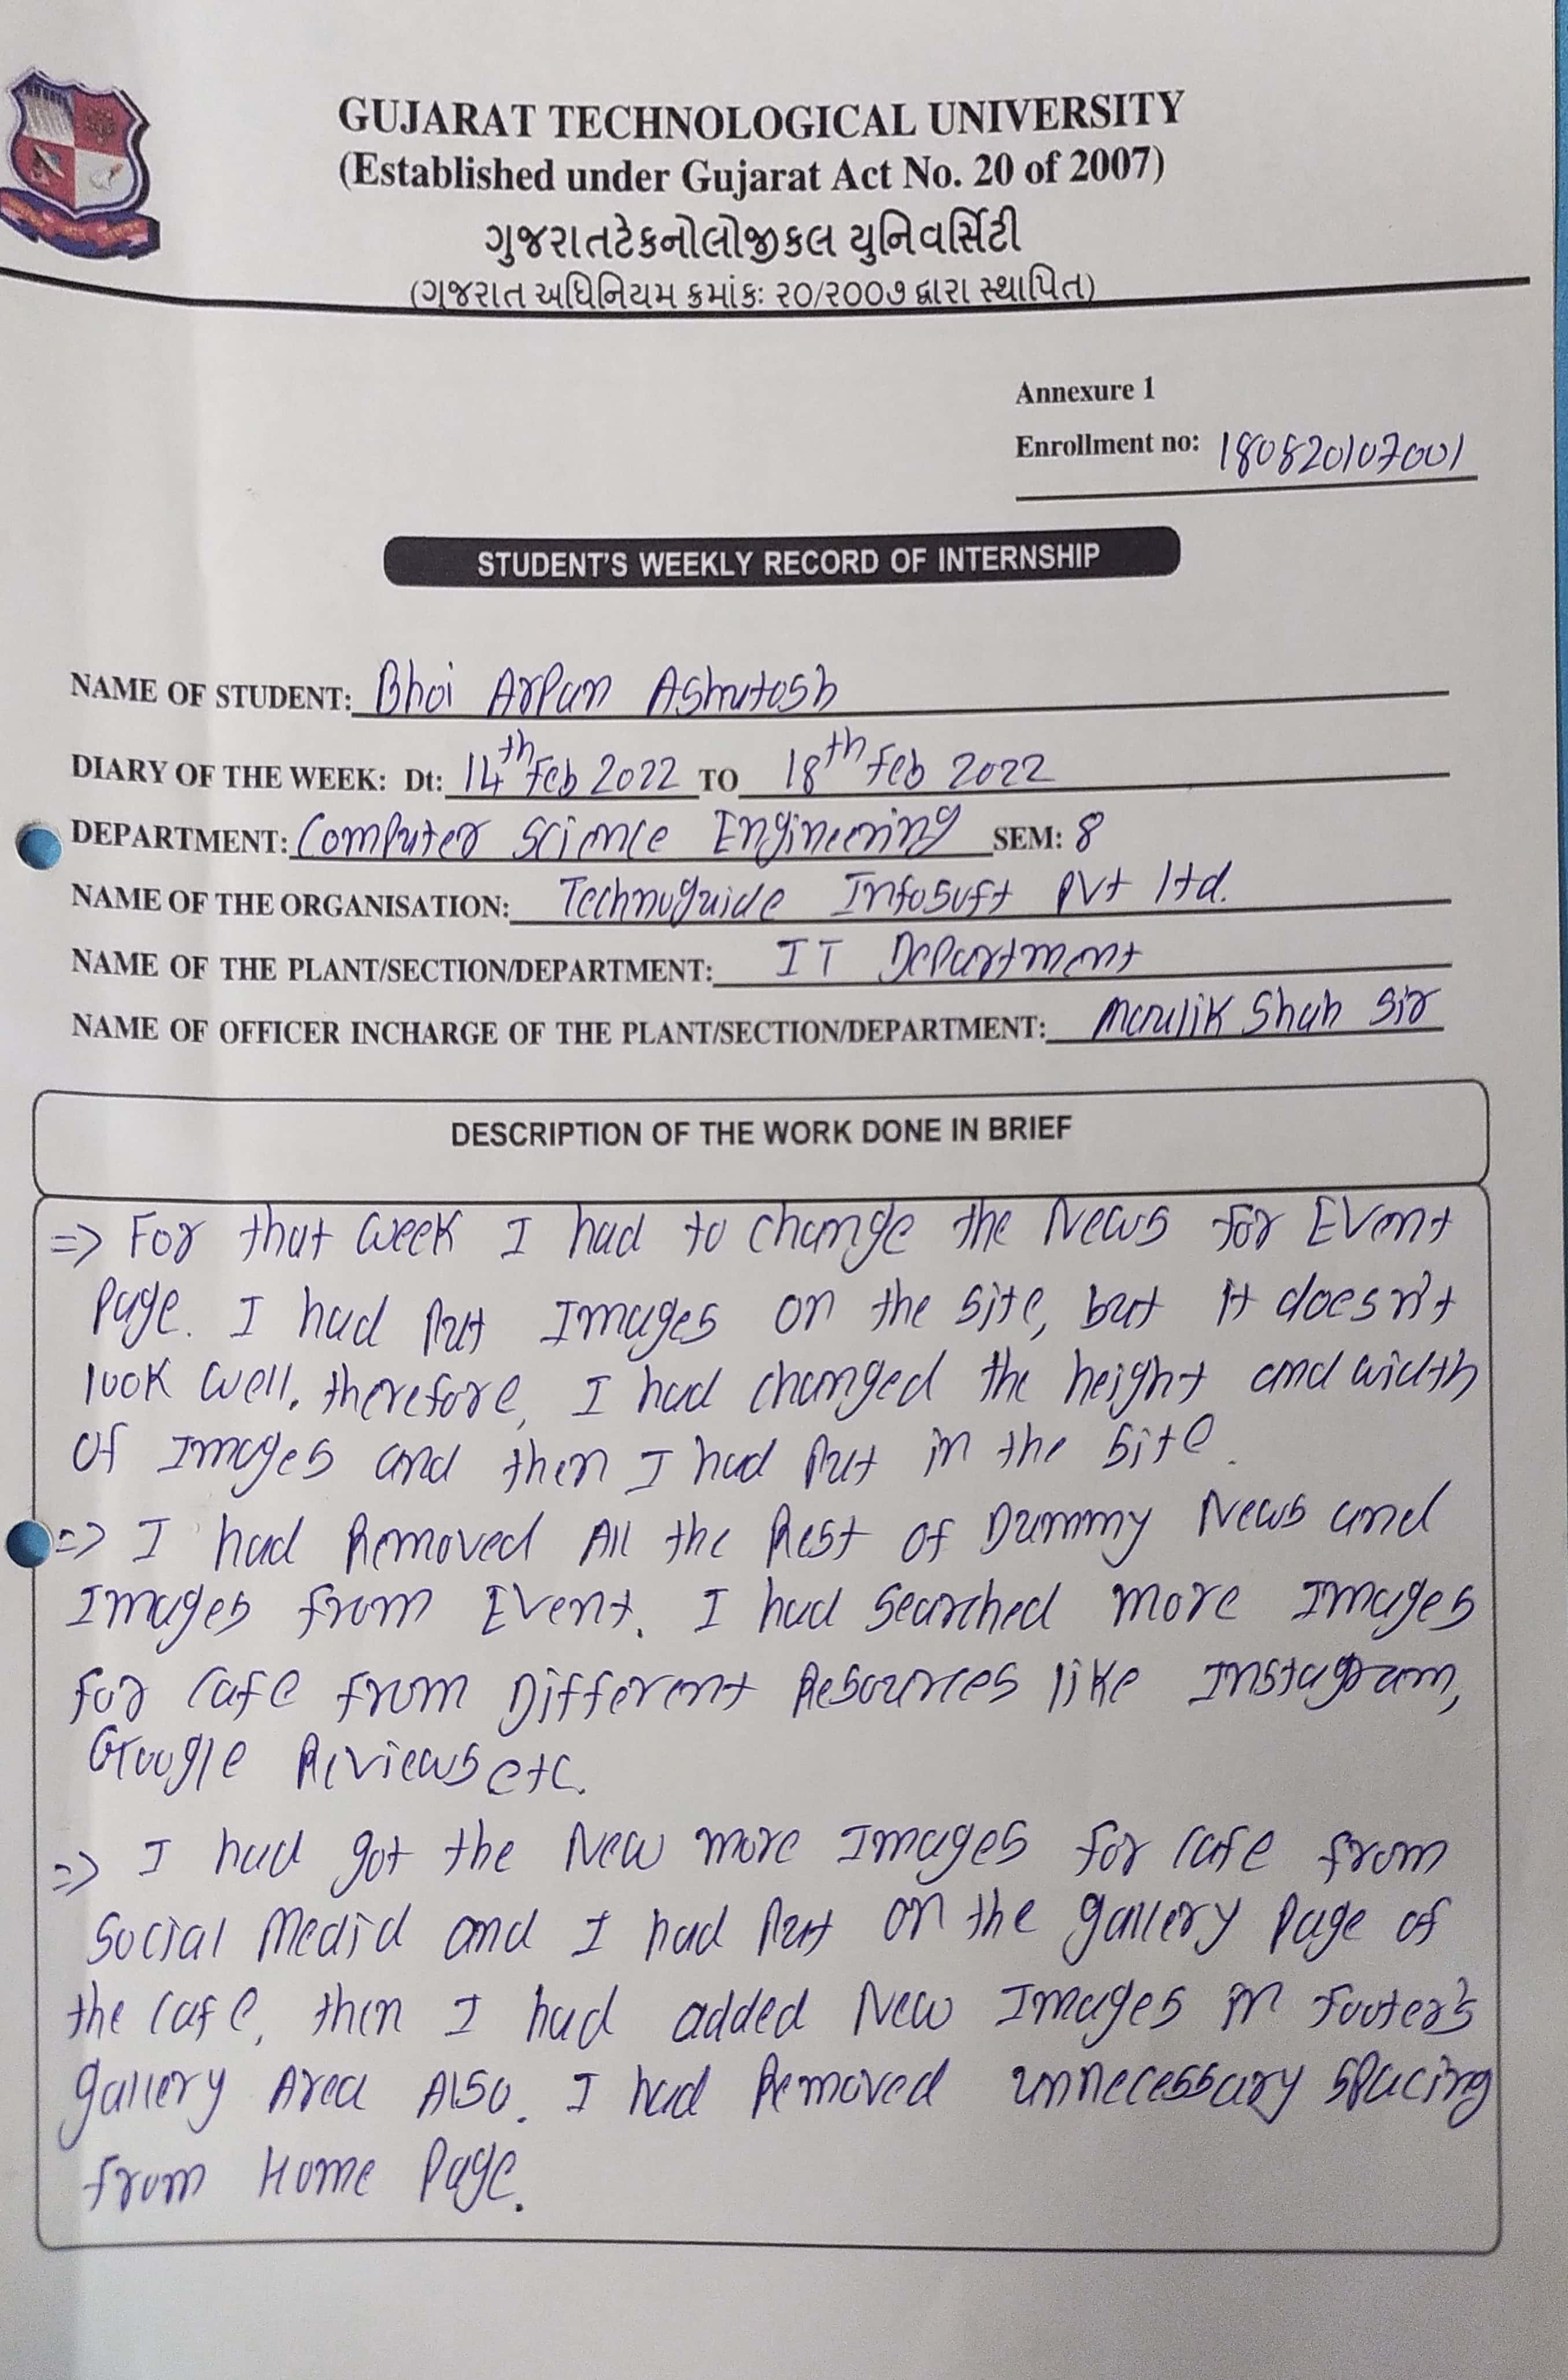 GUJARAT TECHNOLOGICAL UNIVERSITY
(Established under Gujarat Act No. 20 of 2007)
ગુજરાતટેકનોલોજીકલ યુનિવર્સિટી
(ગુજરાત અધિનિયમ ક્રમાંકઃ ૨૦/૨૦૦૭ દ્વારા સ્થાપિત)
Annexure 1
Enrollment no: 180820107001
STUDENT'S WEEKLY RECORD OF INTERNSHIP
NAME OF STUDENT: Bhoi Arpan Ashutosh
DIARY OF THE WEEK: Dt: 14th Feb 2022 TO 18th Feb 2022
DEPARTMENT: Computer Science Engineering SEM: 8
NAME OF THE ORGANISATION: Technoguide Infosoft Pvt ltd.
NAME OF THE PLANT/SECTION/DEPARTMENT: IT Department
NAME OF OFFICER INCHARGE OF THE PLANT/SECTION/DEPARTMENT: Maulik Shah Sir
DESCRIPTION OF THE WORK DONE IN BRIEF
=> For that week I had to change the News for Event
Page. I had Put Images on the site, but it doesn't
look well. therefore, I had changed the height and width
of Images and then I had Put in the site.
=> I had Removed All the Rest of Dummy News and
Images from Event. I had Searched more Images
for Cafe from Different Resources like Instagram,
Google Reviews etc.
=> I had got the New more Images for Cafe from
Social Media and I had Put on the gallery Page of
the Cafe, then I had added New Images in footer's
gallery Area Also. I had Removed unnecessary spacing
from Home Page.